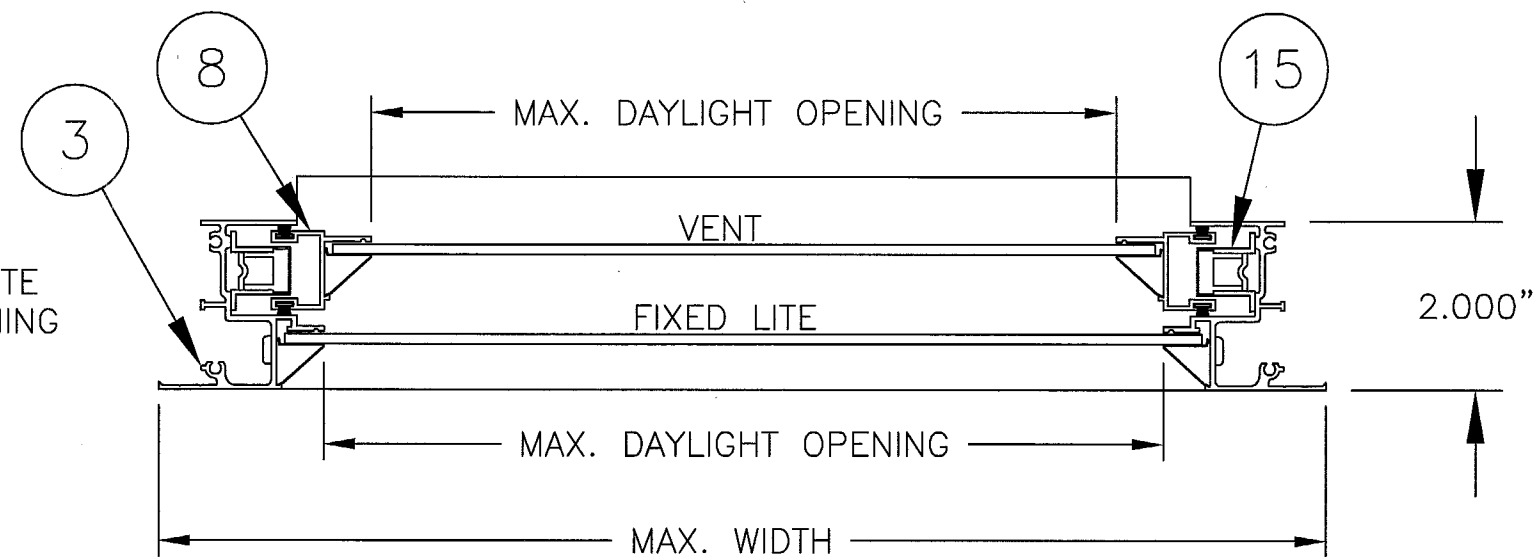 8
15
3
MAX. DAYLIGHT OPENING
VENT
FIXED LITE
2.000”
MAX. DAYLIGHT OPENING
MAX. WIDTH